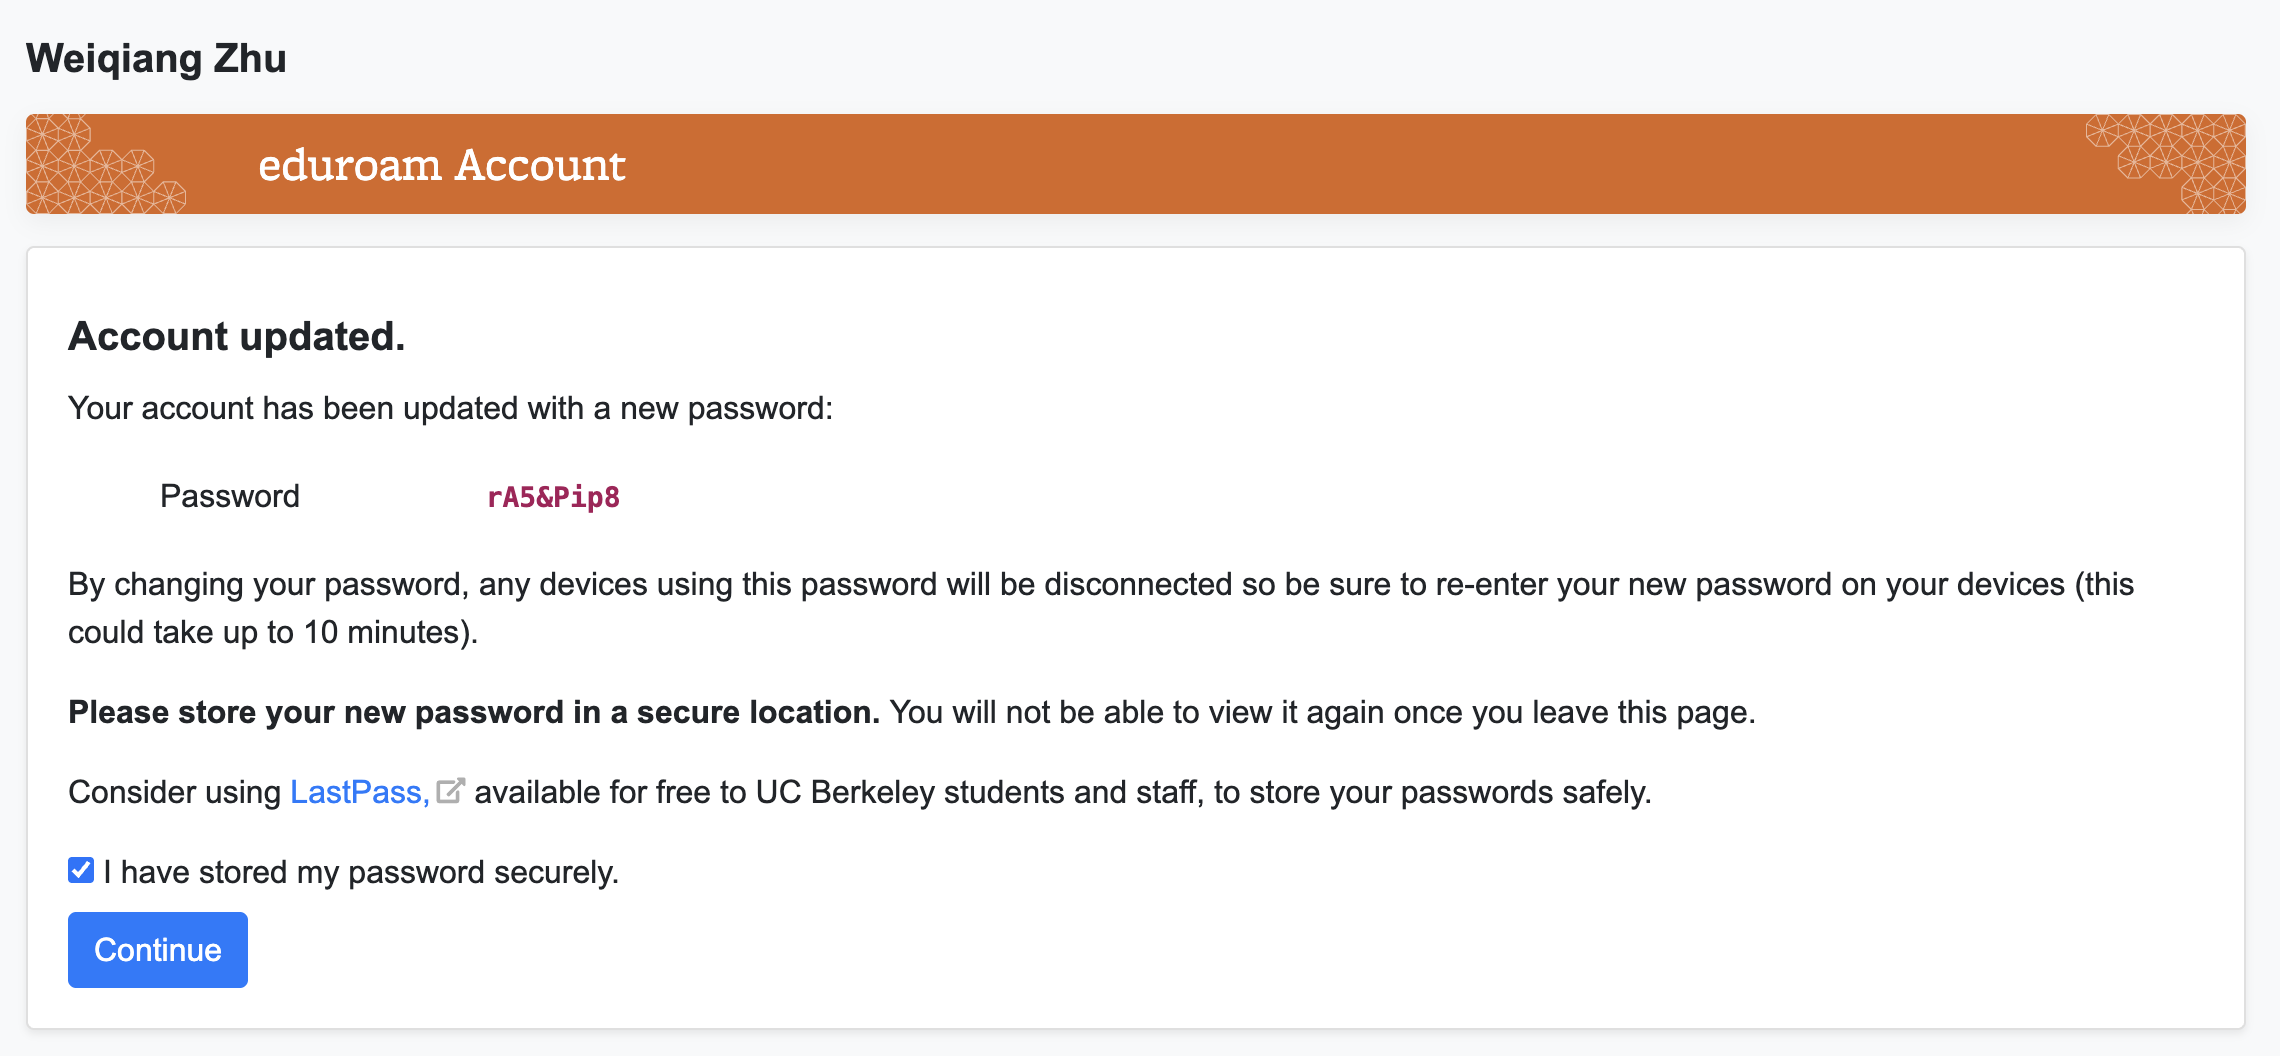 Weiqiang Zhu
eduroam Account
Account updated.
Your account has been updated with a new password:
Password rA5&Pip8
By changing your password, any devices using this password will be disconnected so be sure to re-enter your new password on your devices (this
could take up to 10 minutes).
Please store your new password in a secure location. You will not be able to view it again once you leave this page.
Consider using LastPass, available for free to UC Berkeley students and staff, to store your passwords safely.
I have stored my password securely.
Continue